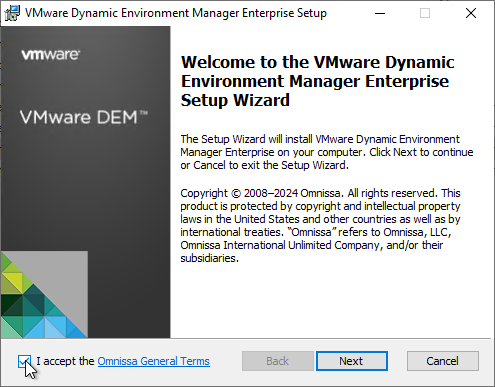 VMware Dynamic Environment Manager Enterprise Setup
vmware®
VMware DEM™
Welcome to the VMware Dynamic
Environment Manager Enterprise
Setup Wizard
The Setup Wizard will install VMware Dynamic Environment
Manager Enterprise on your computer. Click Next to continue
or Cancel to exit the Setup Wizard.
Copyright © 2008–2024 Omnissa. All rights reserved. This
product is protected by copyright and intellectual property
laws in the United States and other countries as well as by
international treaties. “Omnissa” refers to Omnissa, LLC,
Omnissa International Unlimited Company, and/or their
subsidiaries.
I accept the Omnissa General Terms
Back
Next
Cancel